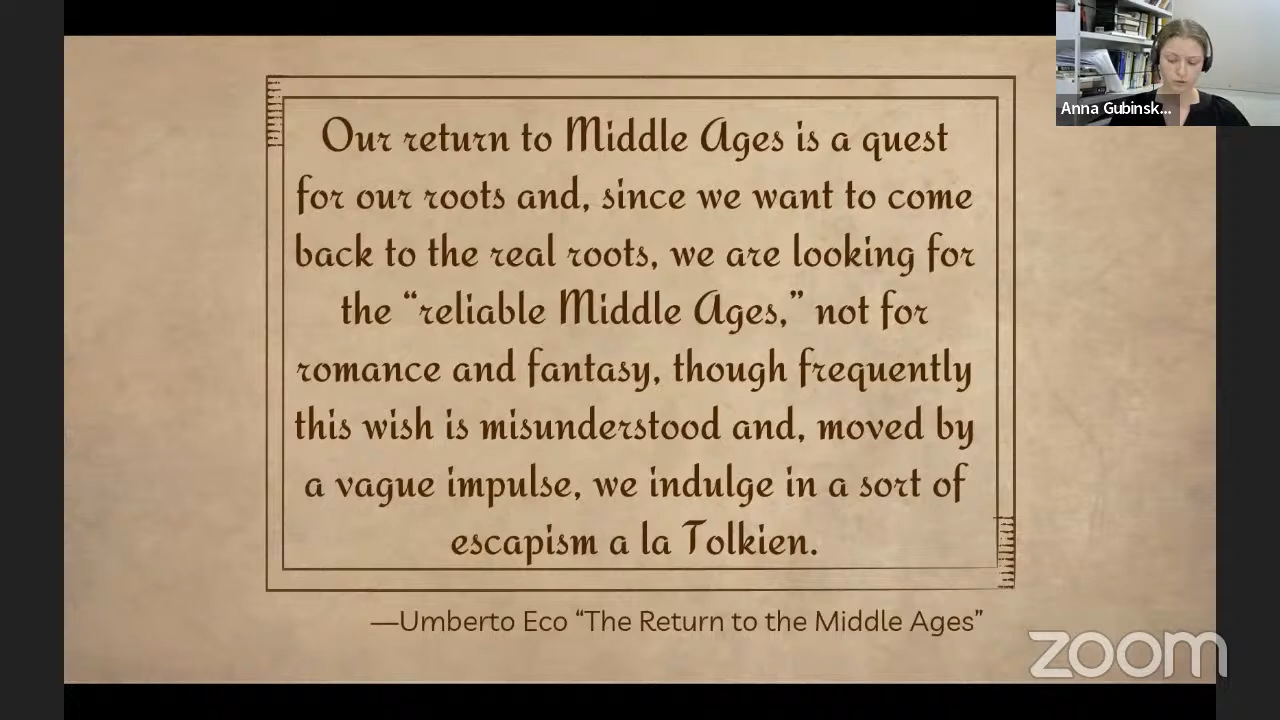 Anna Gubinsk...
Our return to Middle Ages is a quest
for our roots and, since we want to come
back to the real roots, we are looking for
the “reliable Middle Ages,” not for
romance and fantasy, though frequently
this wish is misunderstood and, moved by
a vague impulse, we indulge in a sort of
escapism a la Tolkien.
—Umberto Eco “The Return to the Middle Ages”
zoom